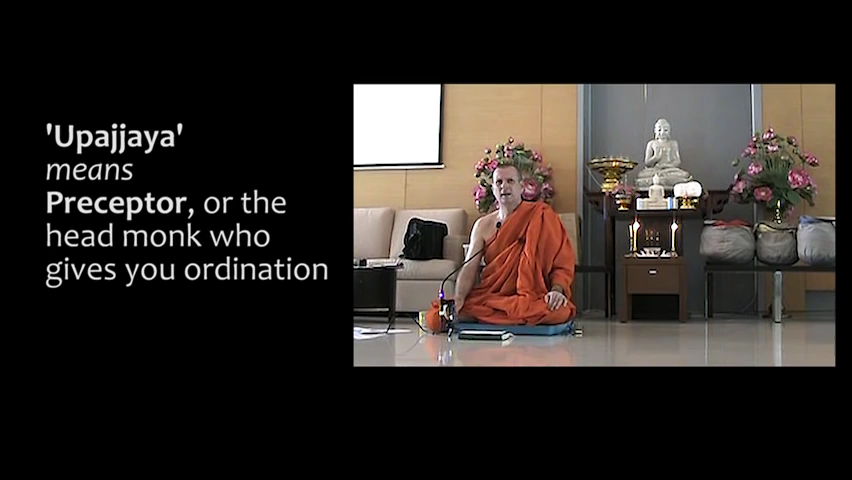 'Upajjaya'
means
Preceptor, or the
head monk who
gives you ordination